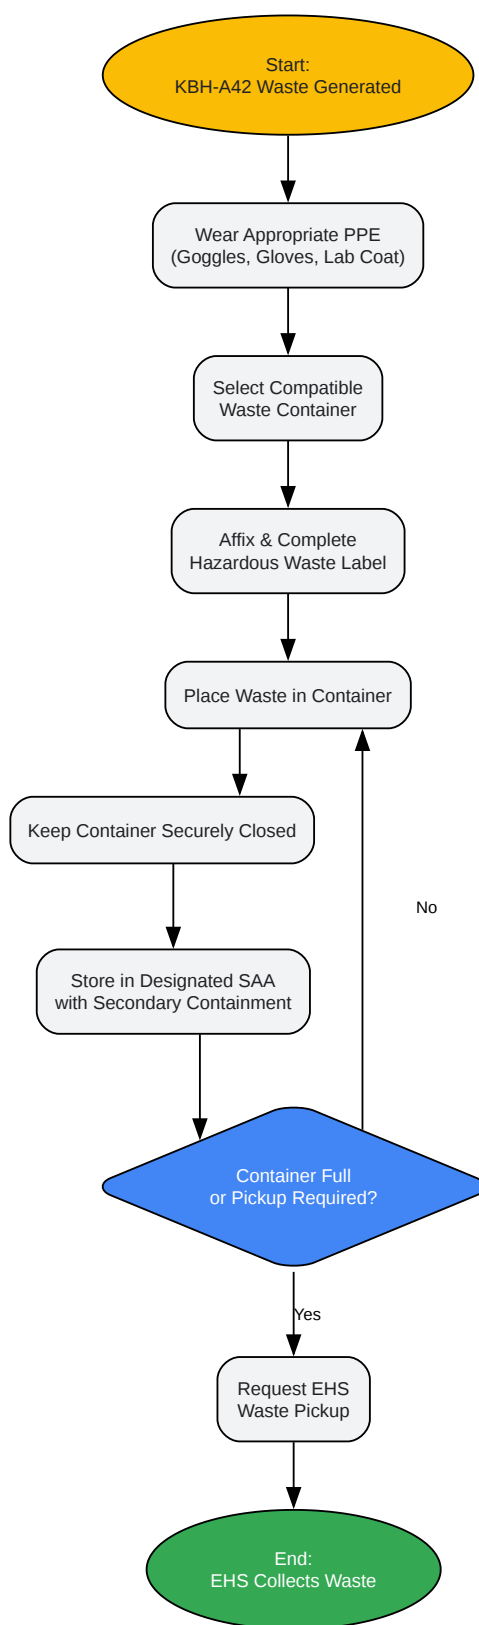 Start:
KBH-A42 Waste Generated
Wear Appropriate PPE
(Goggles, Gloves, Lab Coat)
Select Compatible
Waste Container
Affix & Complete
Hazardous Waste Label
Place Waste in Container
Keep Container Securely Closed
No
Store in Designated SAA
with Secondary Containment
Container Full
or Pickup Required?
Yes
Request EHS
Waste Pickup
End:
EHS Collects Waste